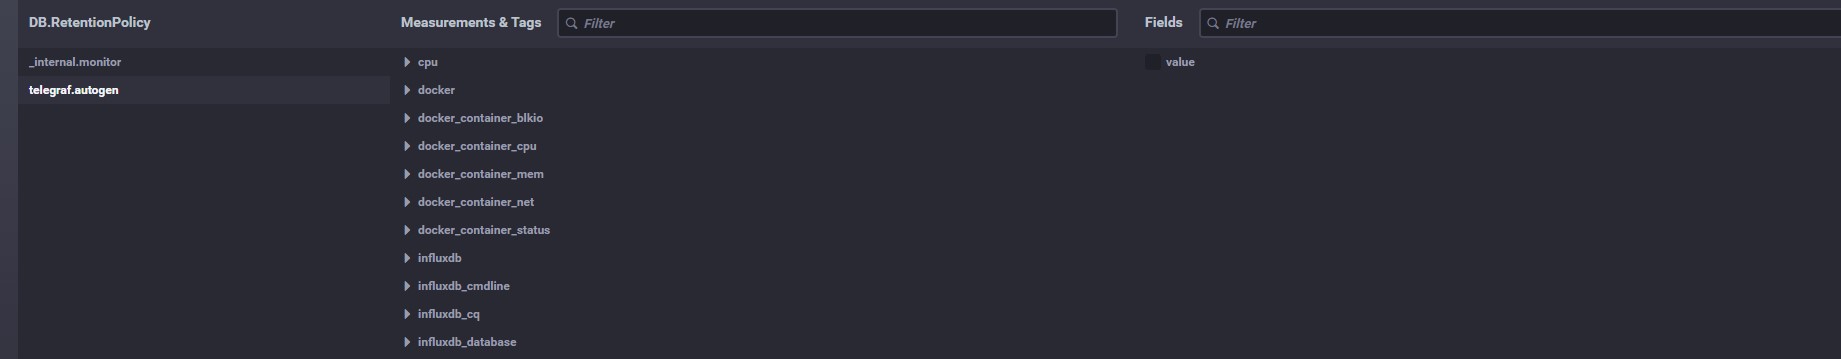 DB.RetentionPolicy
_internal.monitor
telegraf.autogen
Measurements & Tags
Filter
cpu
docker
docker_container_blkio
docker_container_cpu
docker_container_mem
docker_container_net
docker_container_status
influxdb
influxdb_cmdline
influxdb_cq
influxdb_database
Fields
Filter
value